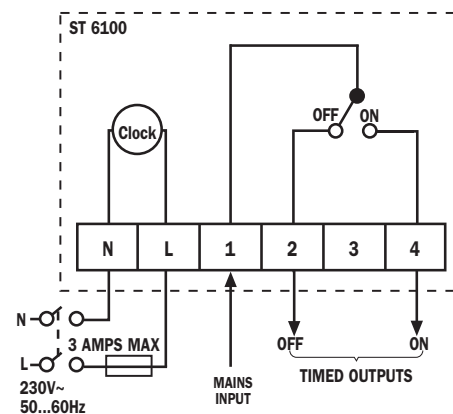 ST 6100
OFF ON
Clock
N L 1 2 3 4
N
3 AMPS MAX
L
230V~
50...60Hz
MAINS
INPUT
OFF ON
TIMED OUTPUTS